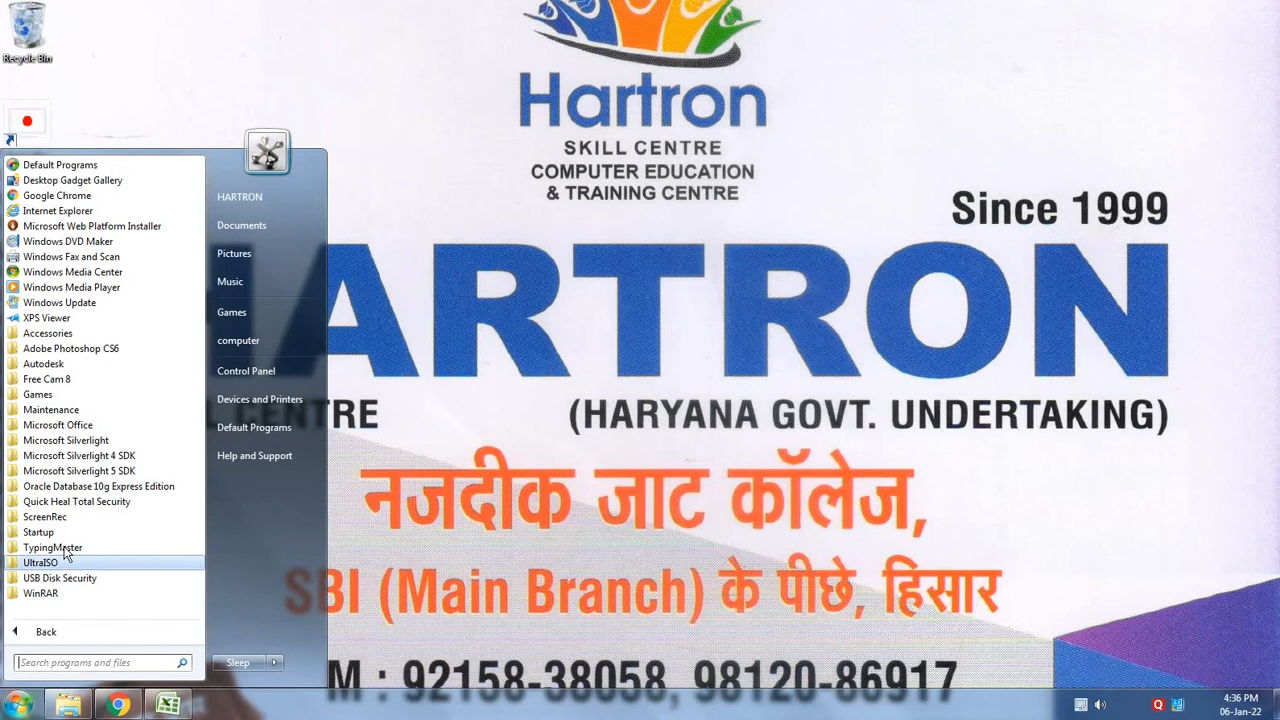 Recycle Bin
Hartron
SKILL CENTRE
COMPUTER EDUCATION
& TRAINING CENTRE
Since 1999
ARTRON
CENTRE (HARYANA GOVT. UNDERTAKING)
नजदीक जाट कॉलेज,
SBI (Main Branch) के पीछे, हिसार
M : 92158-38058, 98120-86917
Default Programs
Desktop Gadget Gallery
Google Chrome
Internet Explorer
Microsoft Web Platform Installer
Windows DVD Maker
Windows Fax and Scan
Windows Media Center
Windows Media Player
Windows Update
XPS Viewer
Accessories
Adobe Photoshop CS6
Autodesk
Free Cam 8
Games
Maintenance
Microsoft Office
Microsoft Silverlight
Microsoft Silverlight 4 SDK
Microsoft Silverlight 5 SDK
Oracle Database 10g Express Edition
Quick Heal Total Security
ScreenRec
Startup
TypingMaster
UltraISO
USB Disk Security
WinRAR
Back
Search programs and files
HARTRON
Documents
Pictures
Music
Games
computer
Control Panel
Devices and Printers
Default Programs
Help and Support
Sleep
4:36 PM
06-Jan-22